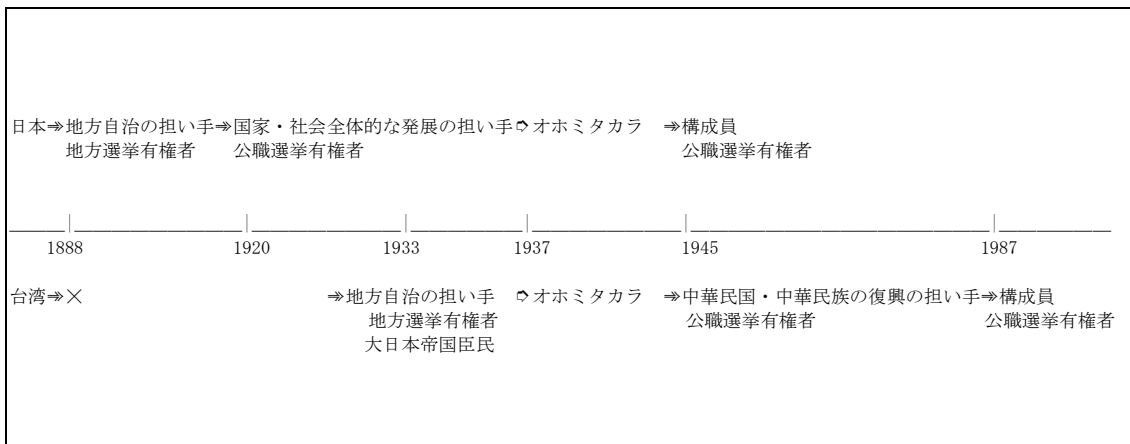 日本⇒地方自治の担い手⇒国家・社会全体的な発展の担い手➮オホミタカラ ⇒構成員
地方選挙有権者 公職選挙有権者 公職選挙有権者
1888 1920 1933 1937 1945 1987
台湾⇒× ⇒地方自治の担い手 ➮オホミタカラ ⇒中華民国・中華民族の復興の担い手⇒構成員
地方選挙有権者 公職選挙有権者 公職選挙有権者
大日本帝国臣民